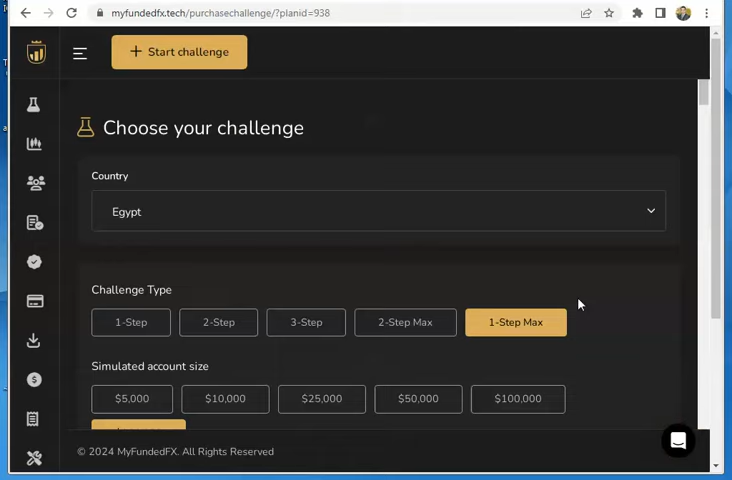 myfundedfx.tech/purchasechallenge/?planid=938
+ Start challenge
Choose your challenge
Country
Egypt
Challenge Type
1-Step
2-Step
3-Step
2-Step Max
1-Step Max
Simulated account size
$5,000
$10,000
$25,000
$50,000
$100,000
© 2024 MyFundedFX. All Rights Reserved